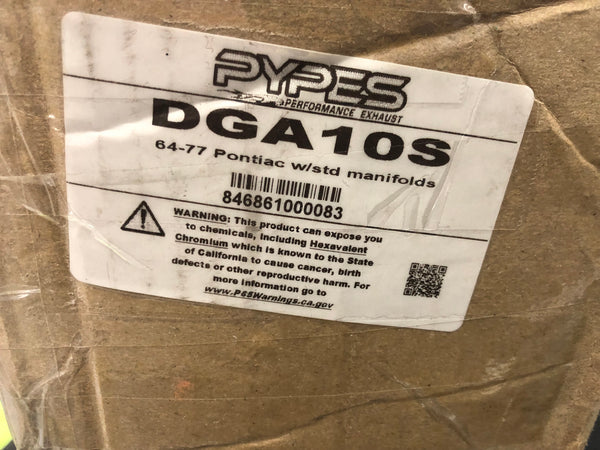 PYPES
PERFORMANCE EXHAUST
DGA10S
64-77 Pontiac w/std manifolds
846861000083
WARNING: This product can expose you
to chemicals, including Hexavalent
Chromium which is known to the State
of California to cause cancer, birth
defects or other reproductive harm. For
more information go to
www.P65Warnings.ca.gov